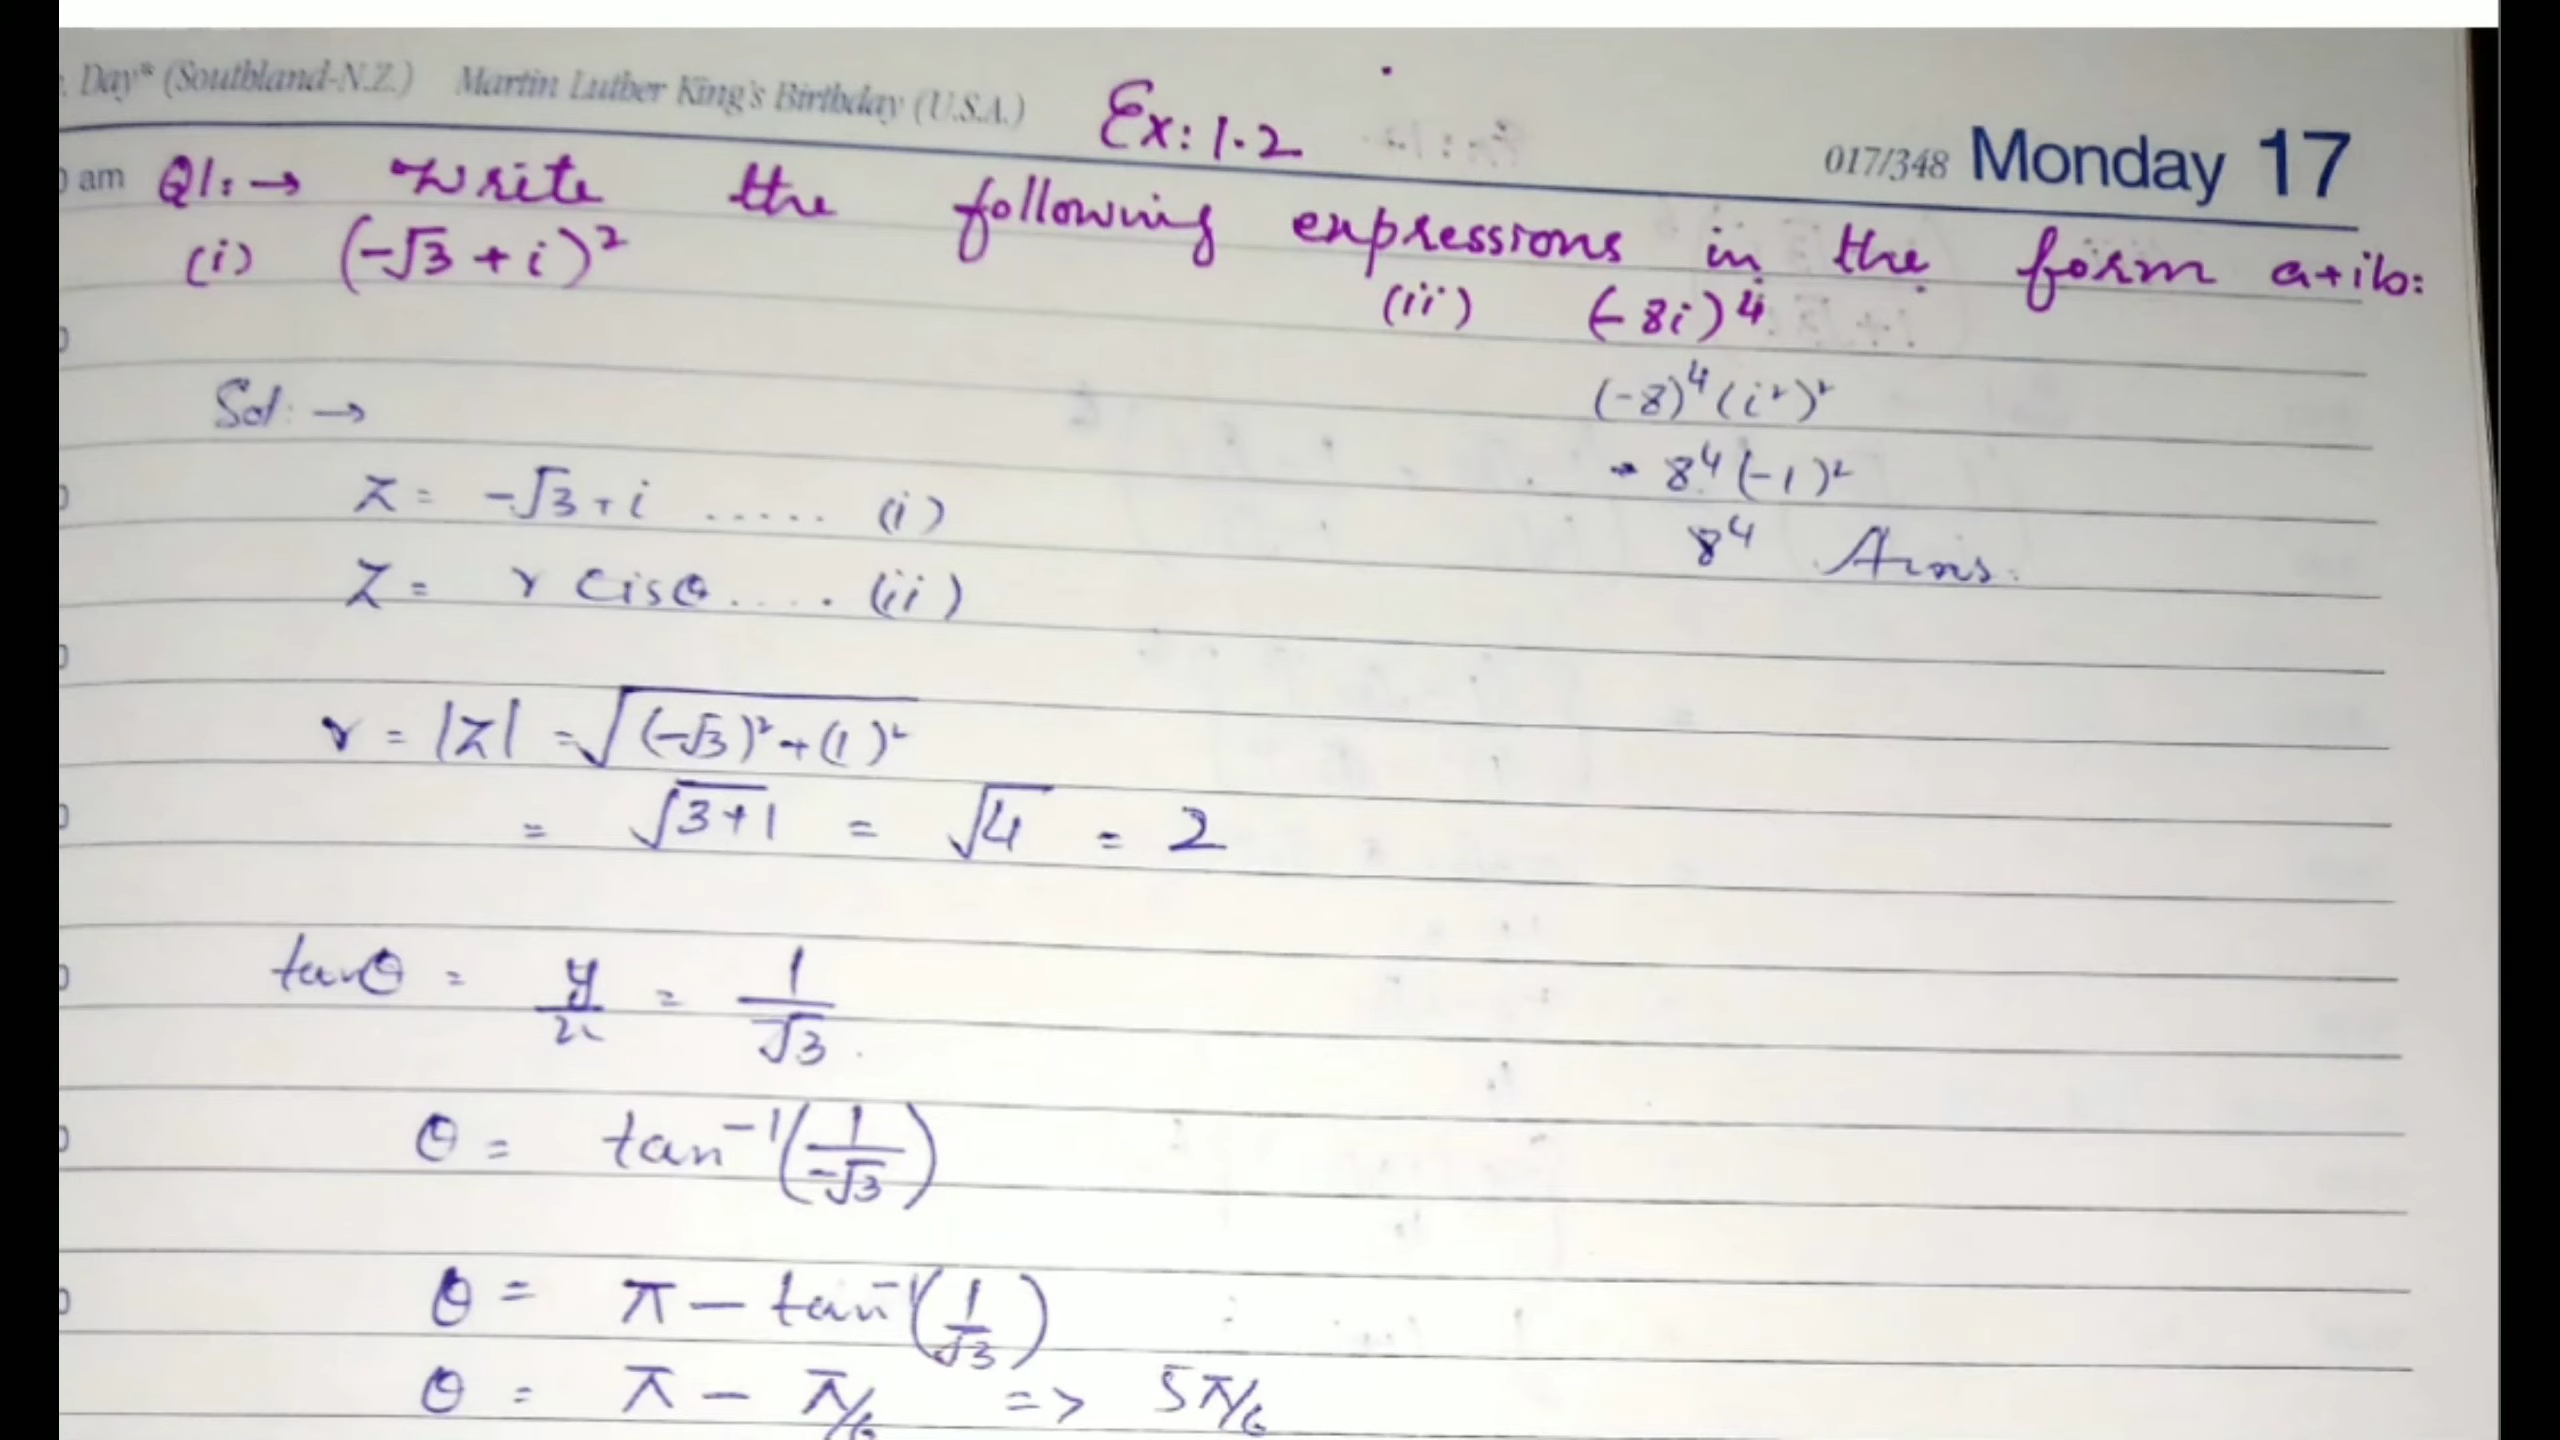 Day* (Southland-N.Z.) Martin Luther King's Birthday (U.S.A.)
Ex: 1.2
017/348 Monday 17
am
Q1:→ Write the following expressions in the form a+ib:
(i) (-√3 + i)²
(ii) (-8i)⁴
(-8)⁴(i²)²
8⁴(-1)²
8⁴ Ans.
Sol: →
Z = -√3 + i ..... (i)
Z = r Cisθ .... (ii)
r = |Z| = √((-√3)² + (1)²)
= √(3+1) = √4 = 2
tanθ = y/x = 1/√3
θ = tan⁻¹(1/-√3)
θ = π - tan⁻¹(1/√3)
θ = π - π/6 => 5π/6